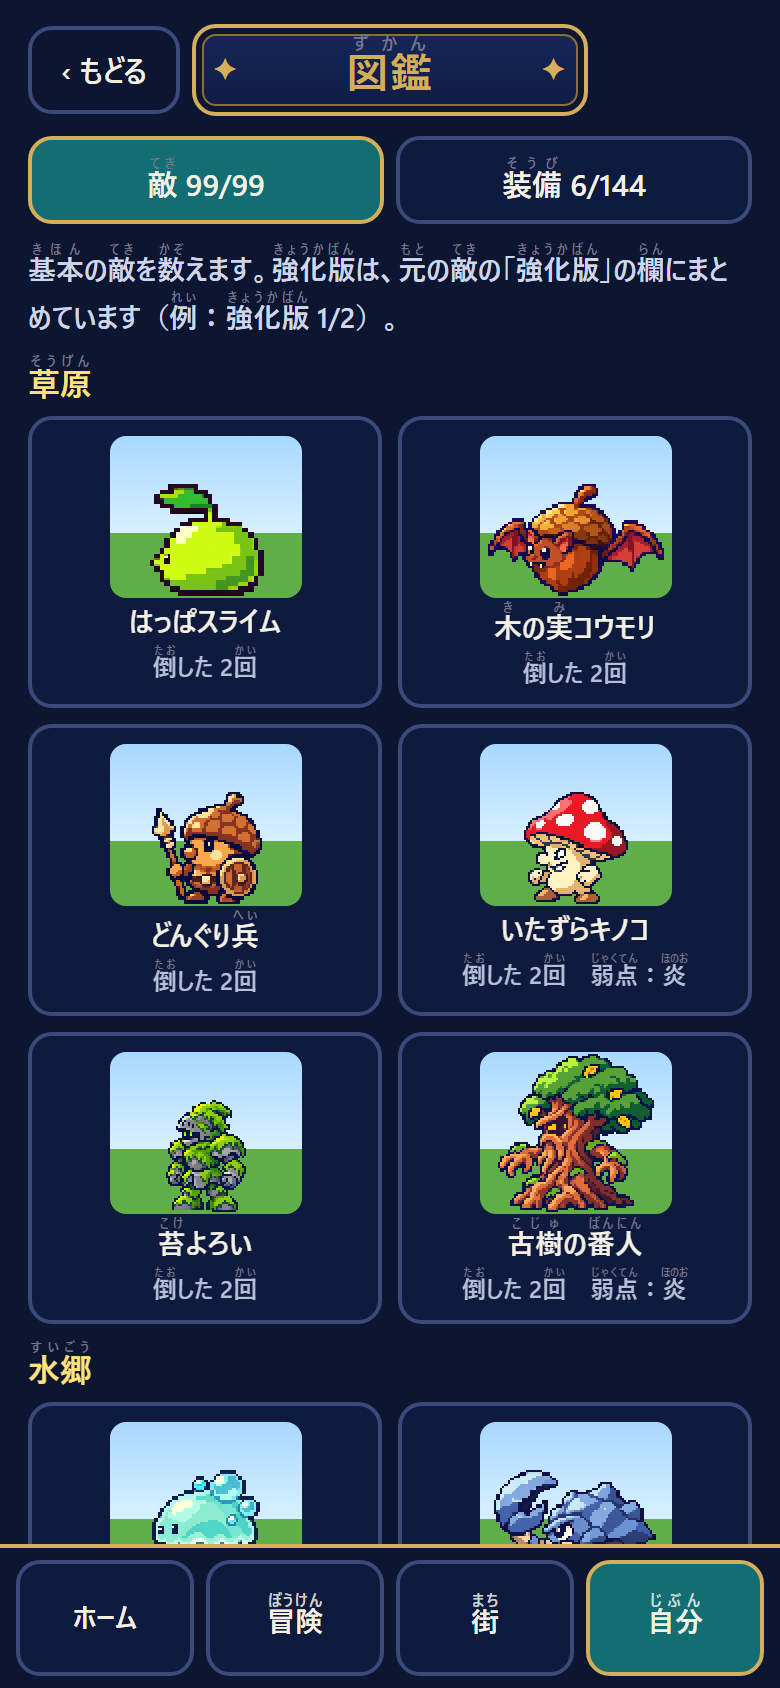 ‹ もどる
ずかん
図鑑
てき
敵 99/99
そうび
装備 6/144
きほん てき かぞ きょうかばん もと てき きょうかばん らん
基本の敵を数えます。強化版は、元の敵の「強化版」の欄にまと
れい きょうかばん
めています（例：強化版 1/2）。
そうげん
草原
はっぱスライム
たお かい
倒した 2回
き み
木の実コウモリ
たお かい
倒した 2回
へい
どんぐり兵
たお かい
倒した 2回
いたずらキノコ
たお かい じゃくてん ほのお
倒した 2回 弱点：炎
こけ
苔よろい
たお かい
倒した 2回
こじゅ ばんにん
古樹の番人
たお かい じゃくてん ほのお
倒した 2回 弱点：炎
すいごう
水郷
ホーム
ぼうけん
冒険
まち
街
じぶん
自分